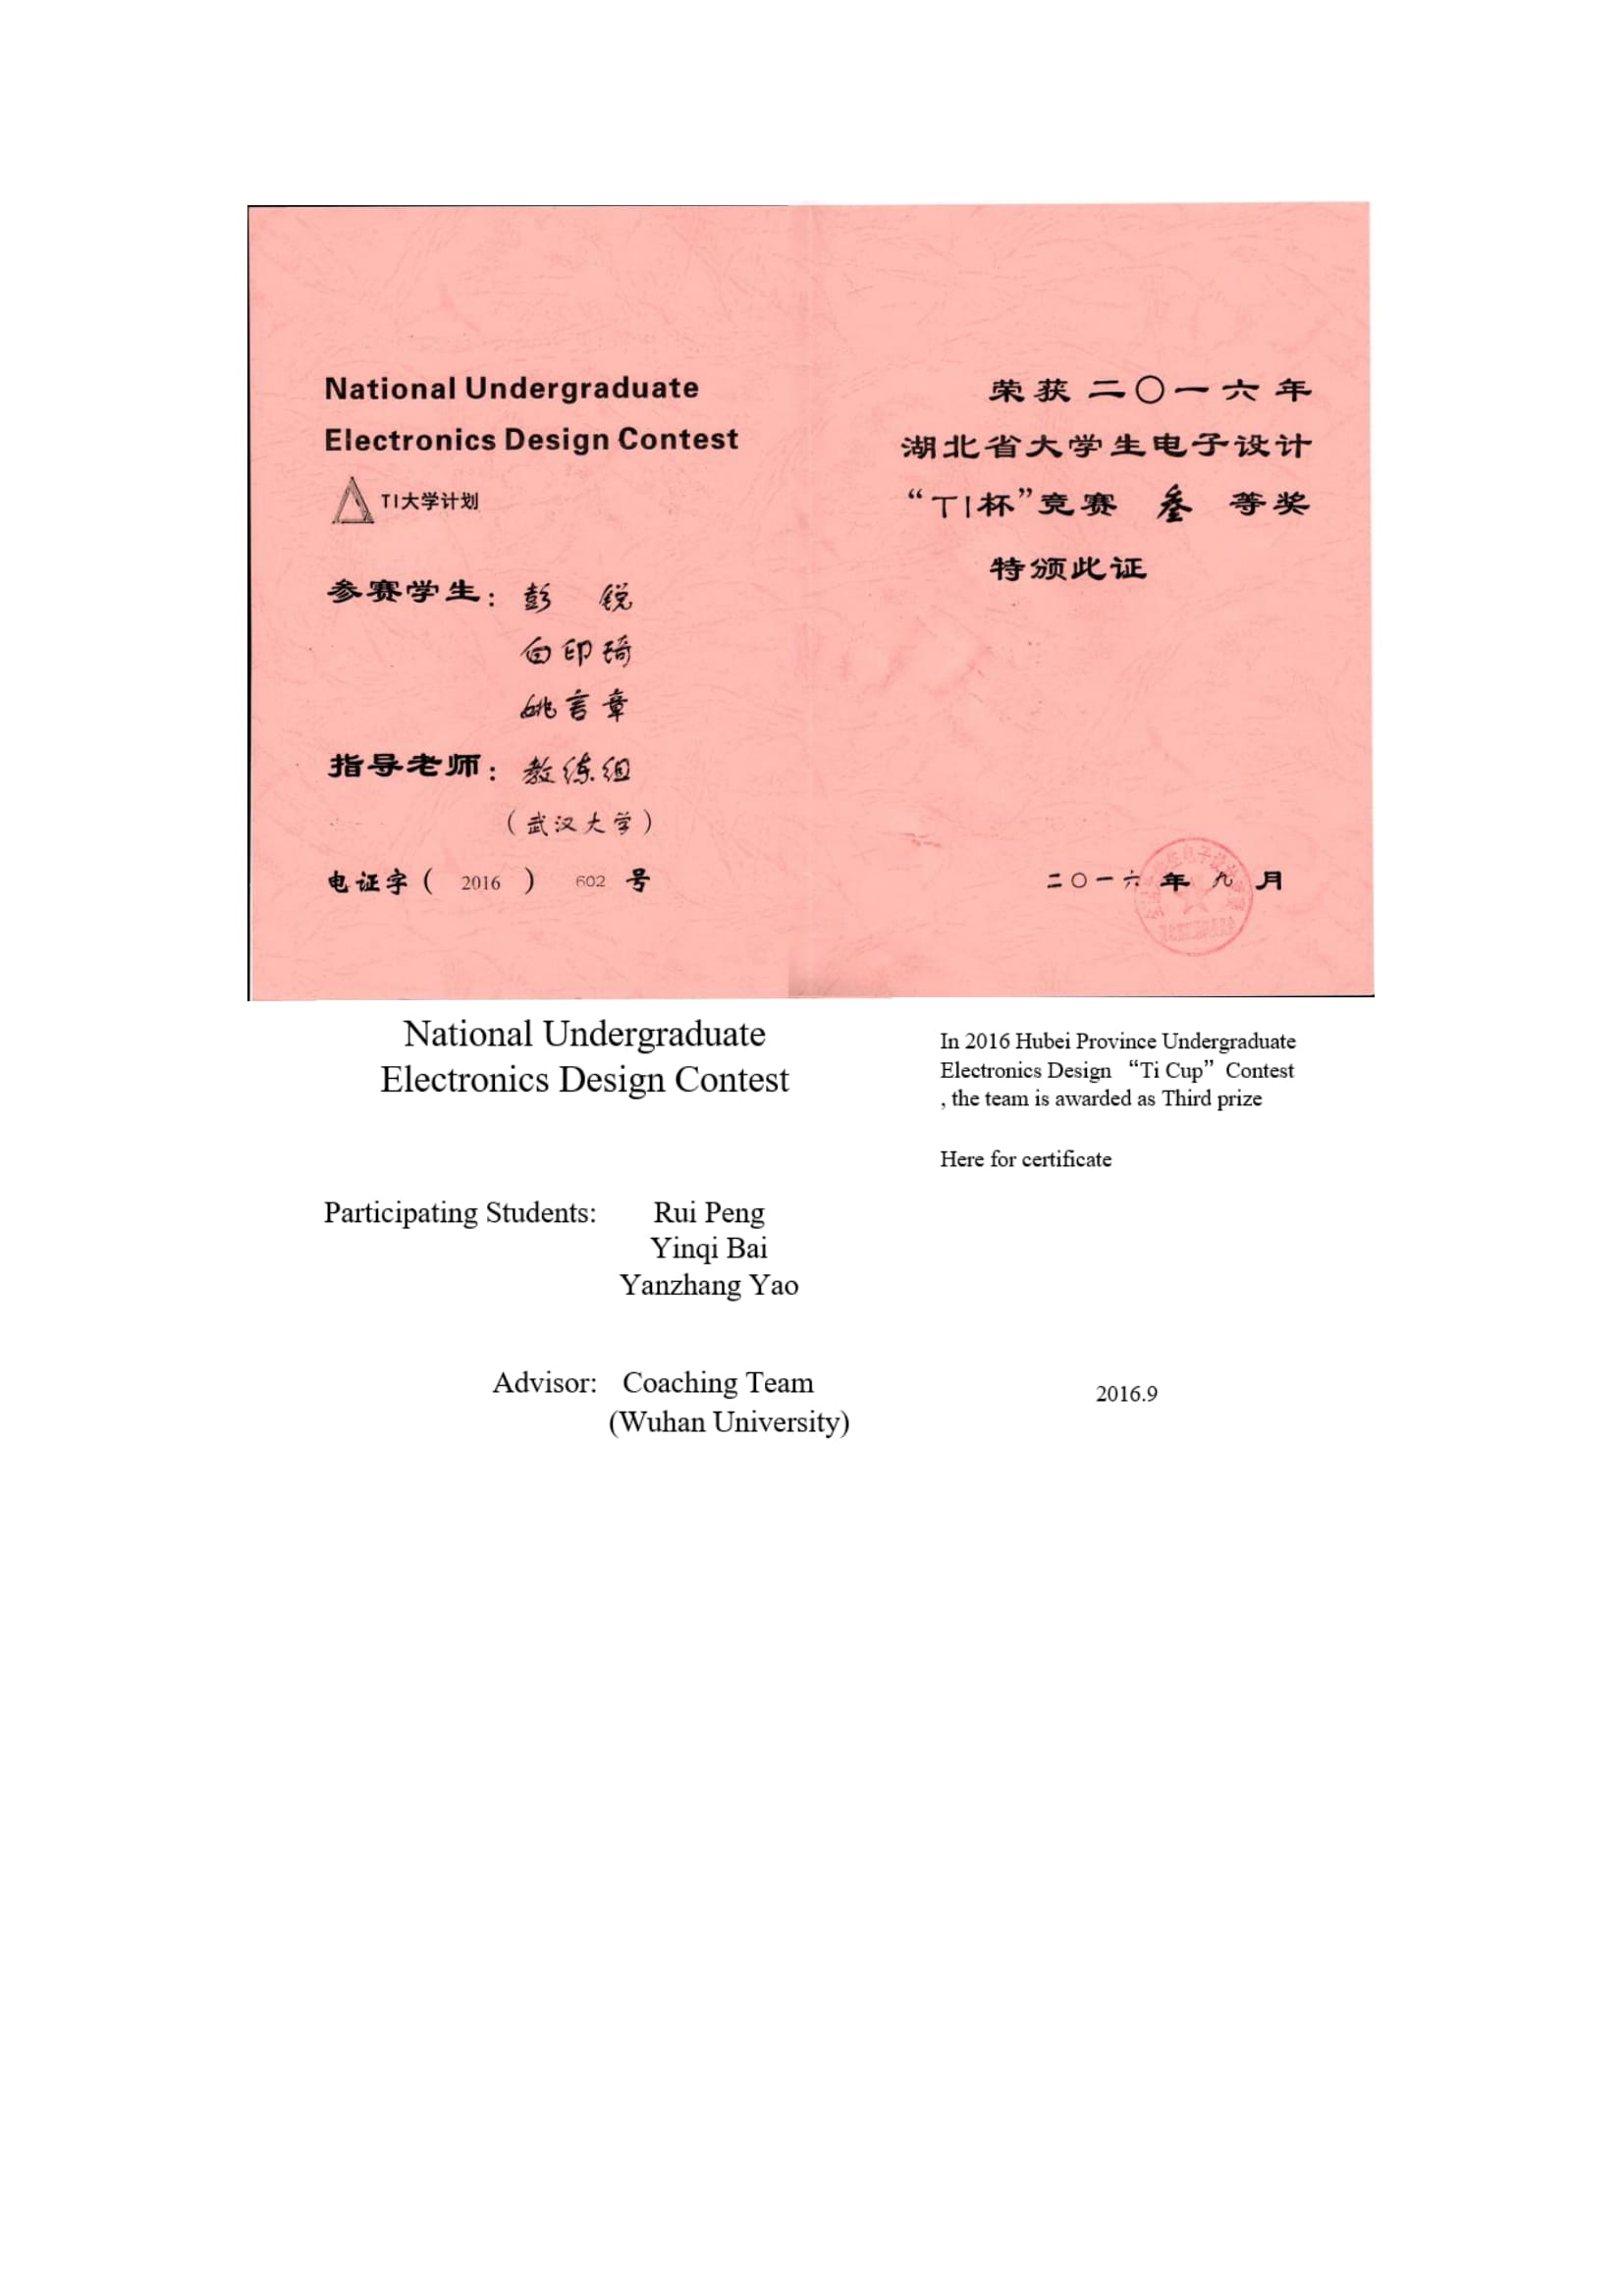 National Undergraduate
Electronics Design Contest
TI大学计划
参赛学生：彭 锐
白印琦
姚言章
指导老师：教练组
（武汉大学）
电证字（ 2016 ） 602 号
荣获二〇一六年
湖北省大学生电子设计
“TI杯”竞赛 叁 等奖
特颁此证
二〇一六年九月
National Undergraduate
Electronics Design Contest
Participating Students: Rui Peng
Yinqi Bai
Yanzhang Yao
Advisor: Coaching Team
(Wuhan University)
In 2016 Hubei Province Undergraduate
Electronics Design “Ti Cup” Contest
, the team is awarded as Third prize
Here for certificate
2016.9